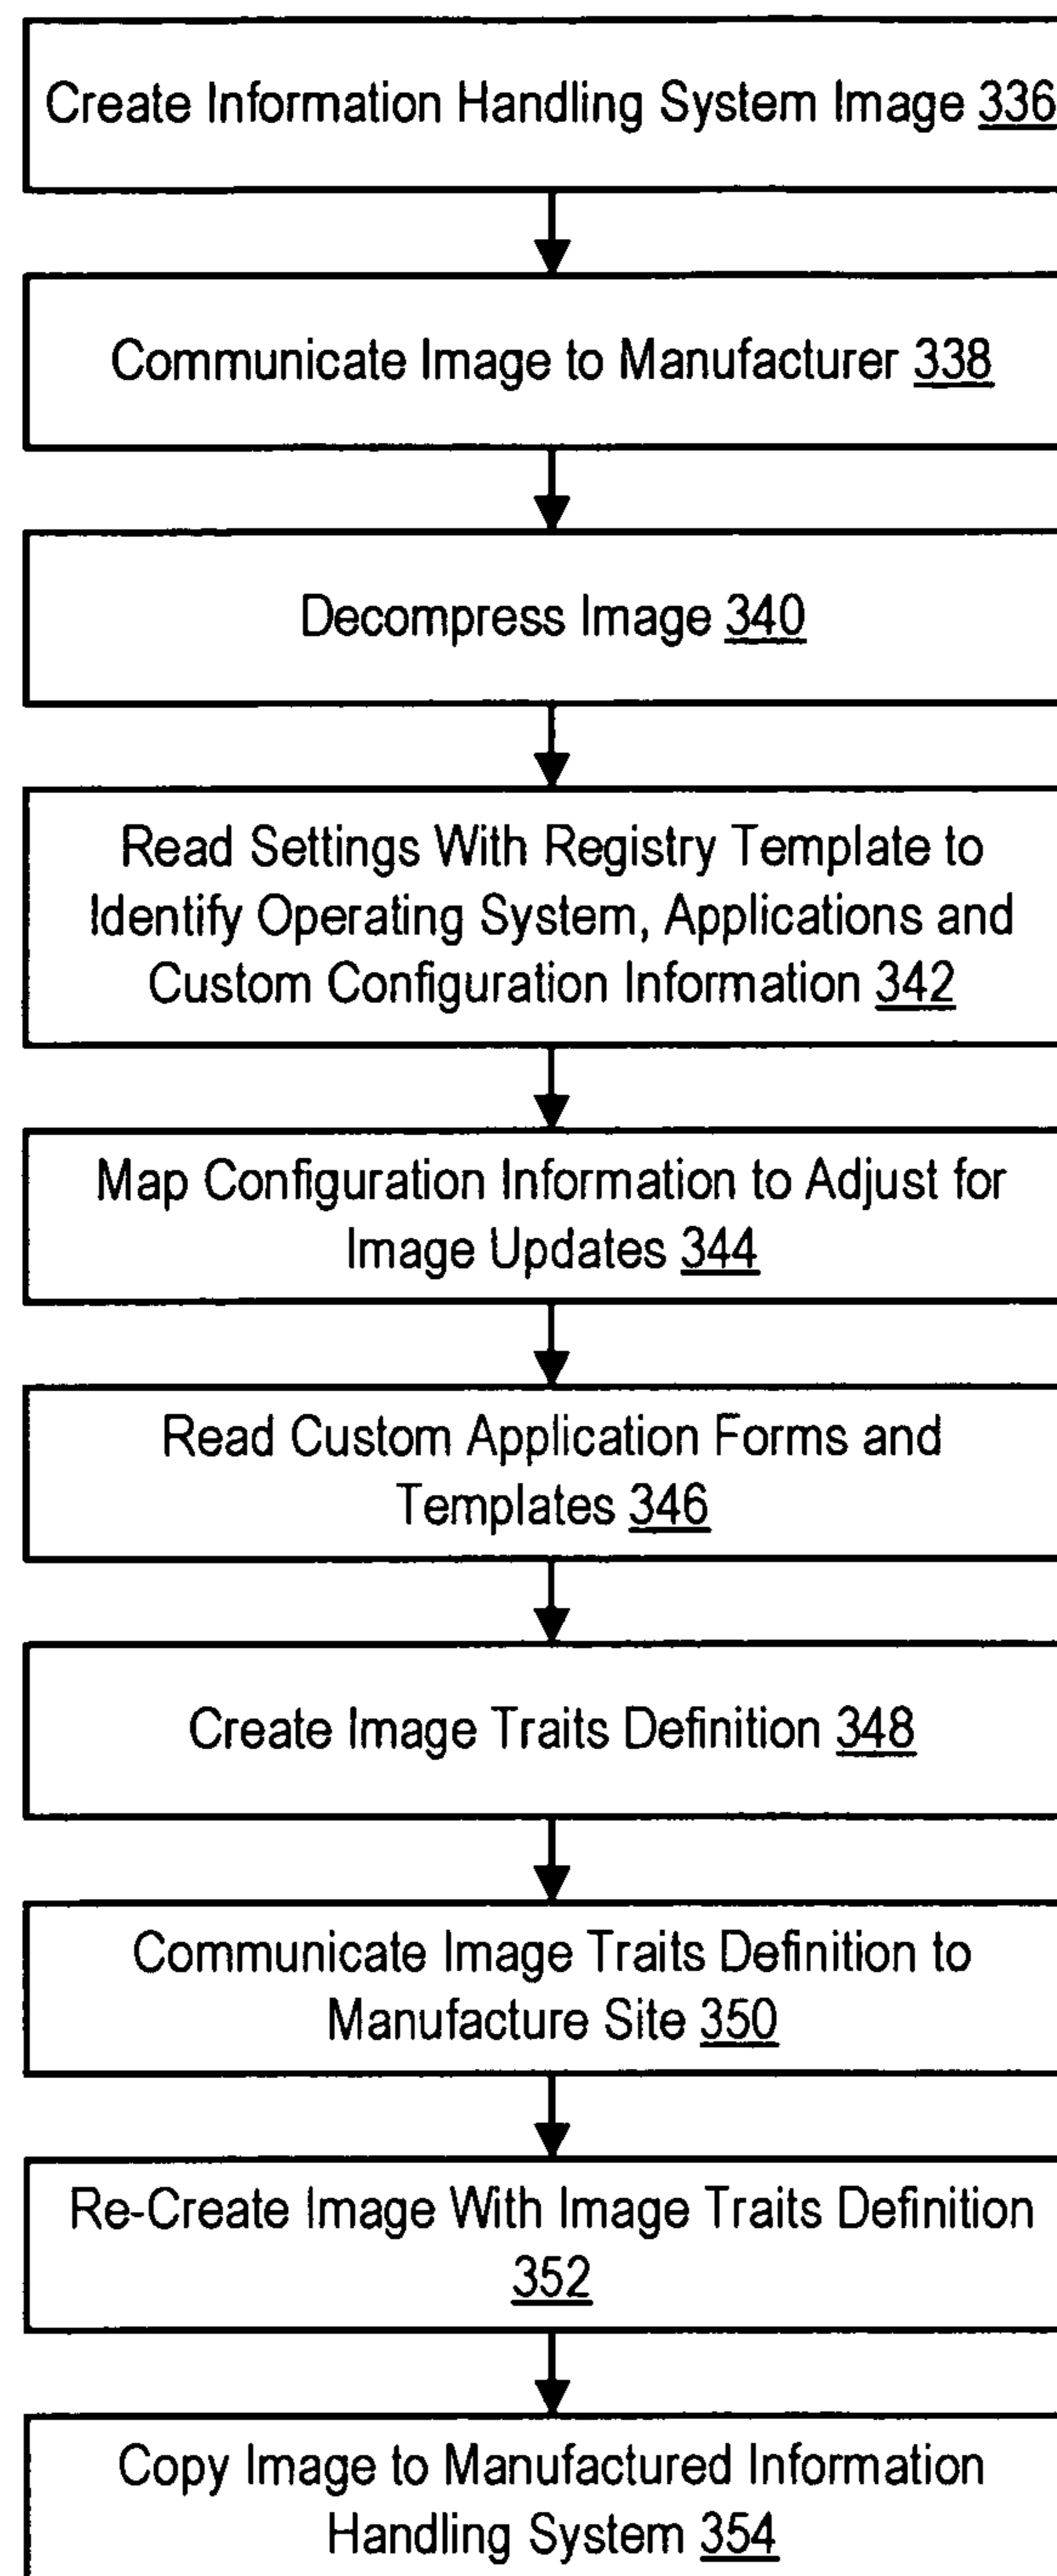 Create Information Handling System Image 336
Communicate Image to Manufacturer 338
Decompress Image 340
Read Settings With Registry Template to
Identify Operating System, Applications and
Custom Configuration Information 342
Map Configuration Information to Adjust for
Image Updates 344
Read Custom Application Forms and
Templates 346
Create Image Traits Definition 348
Communicate Image Traits Definition to
Manufacture Site 350
Re-Create Image With Image Traits Definition
352
Copy Image to Manufactured Information
Handling System 354